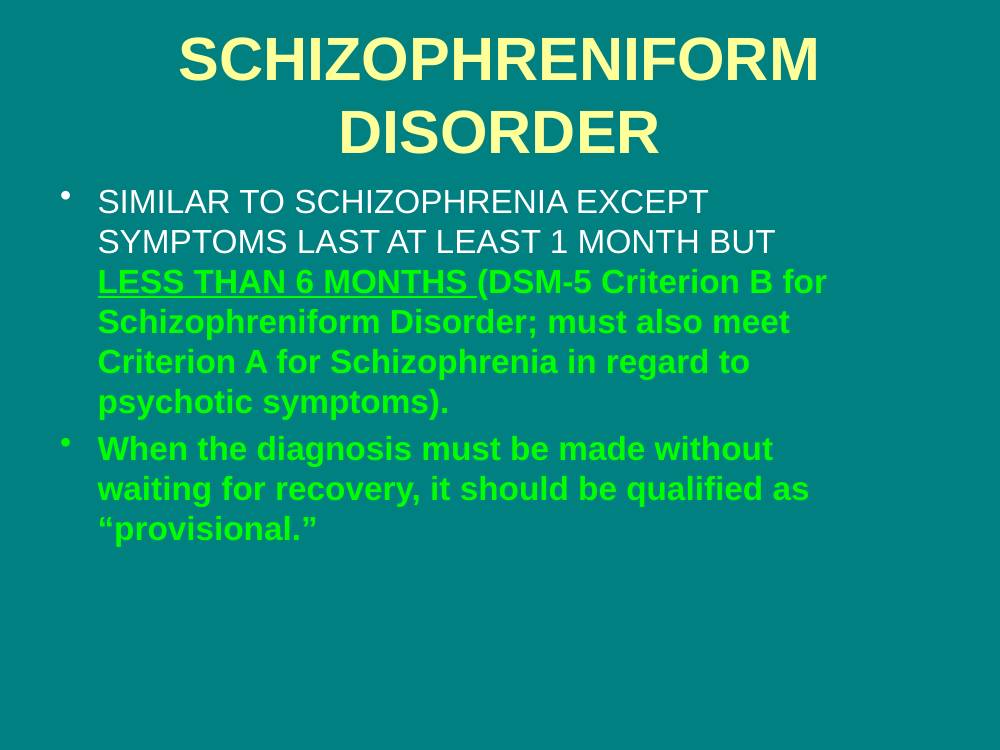 SCHIZOPHRENIFORM
DISORDER
• SIMILAR TO SCHIZOPHRENIA EXCEPT
SYMPTOMS LAST AT LEAST 1 MONTH BUT
LESS THAN 6 MONTHS (DSM-5 Criterion B for
Schizophreniform Disorder; must also meet
Criterion A for Schizophrenia in regard to
psychotic symptoms).
• When the diagnosis must be made without
waiting for recovery, it should be qualified as
“provisional.”